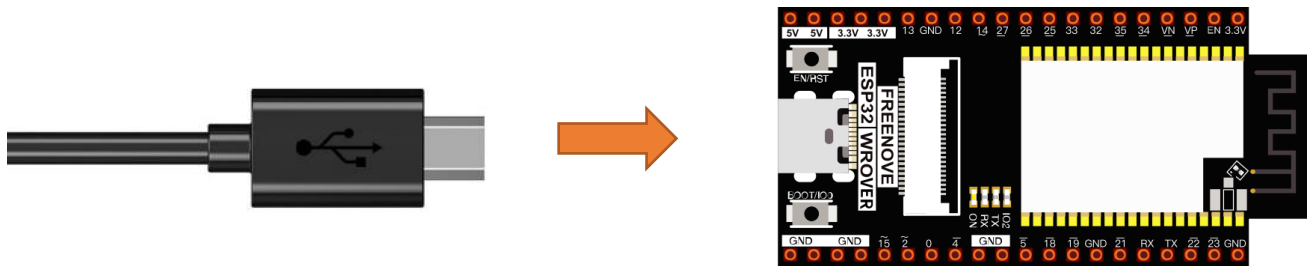 5V 5V 3.3V 3.3V 13 GND 12 14 27 26 25 33 32 35 34 VN VP EN 3.3V
EN/RST
ESP32 WROVER
FREENOVE
BOOT/IO0
ON
RX
TX
IO2
GND GND 15 2 0 4 GND 5 18 19 GND 21 RX TX 22 23 GND